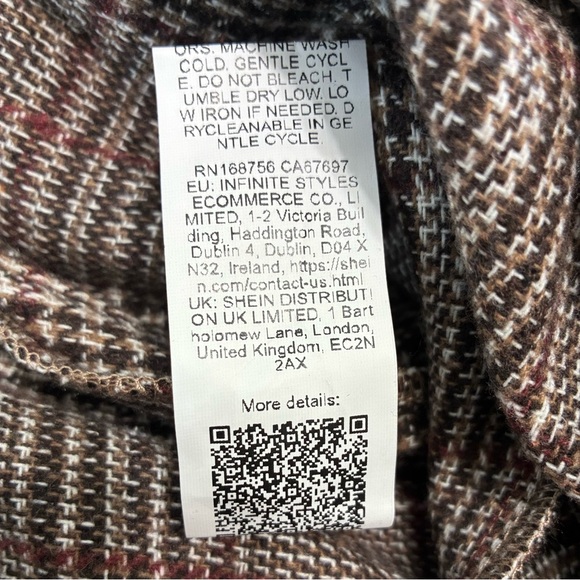 ORS. MACHINE WASH
COLD, GENTLE CYCL
E. DO NOT BLEACH. T
UMBLE DRY LOW. LO
W IRON IF NEEDED. D
RYCLEANABLE IN GE
NTLE CYCLE.
RN168756 CA67697
EU: INFINITE STYLES
ECOMMERCE CO., LI
MITED, 1-2 Victoria Buil
ding, Haddington Road,
Dublin 4, Dublin, D04 X
N32, Ireland, https://shei
n.com/contact-us.html
UK: SHEIN DISTRIBUTI
ON UK LIMITED, 1 Bart
holomew Lane, London,
United Kingdom, EC2N
2AX
More details: